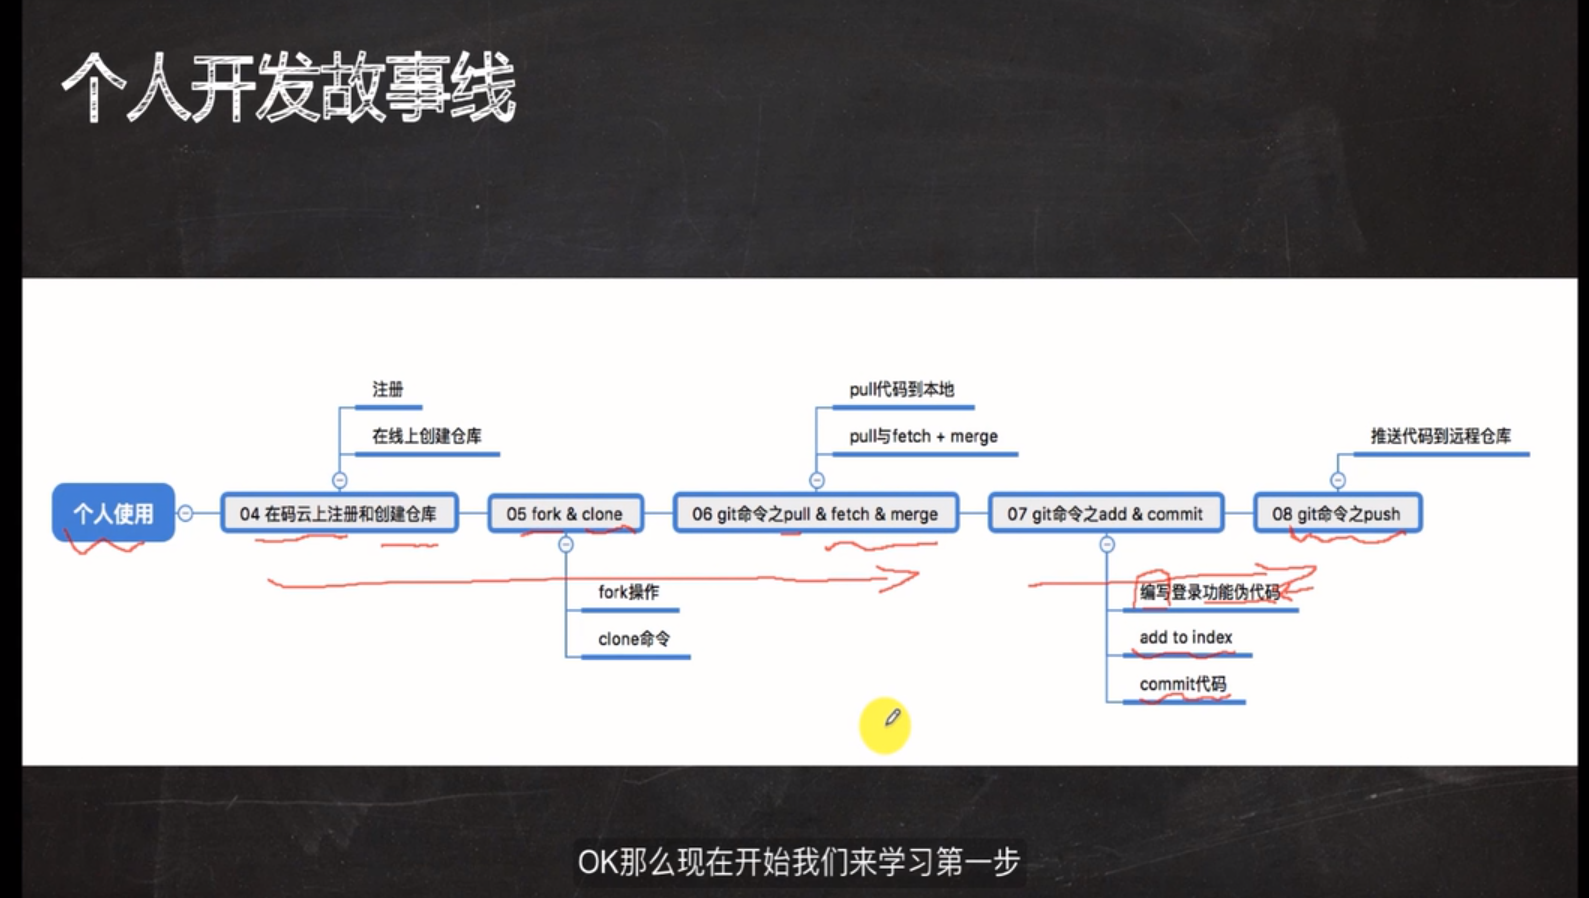 个人开发故事线
注册
在线上创建仓库
pull代码到本地
pull与fetch + merge
推送代码到远程仓库
个人使用
04 在码云上注册和创建仓库
05 fork & clone
06 git命令之pull & fetch & merge
07 git命令之add & commit
08 git命令之push
fork操作
clone命令
编写登录功能伪代码
add to index
commit代码
OK那么现在开始我们来学习第一步